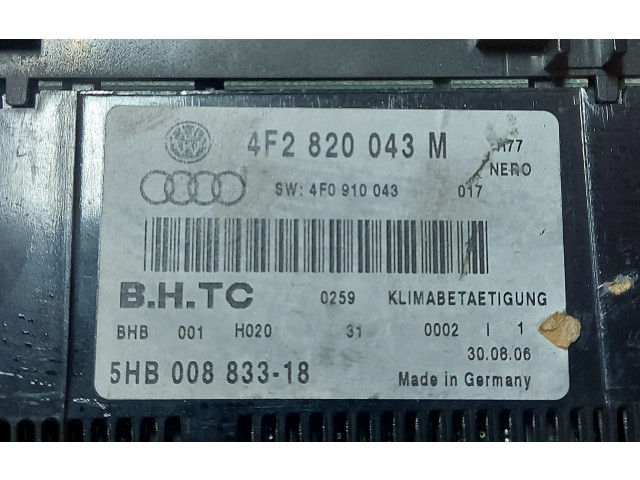 4F2 820 043 M
NERO
SW: 4F0 910 043 017
B.H.TC 0259 KLIMABETAETIGUNG
BHB 001 H020 31 0002 I 1
30.08.06
5HB 008 833-18 Made in Germany